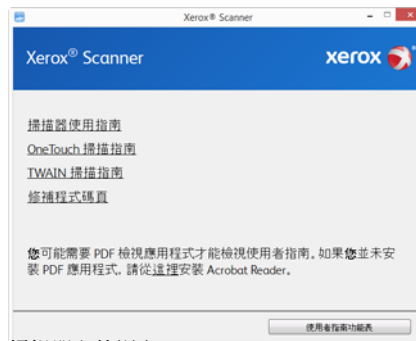 Xerox® Scanner
Xerox® Scanner
xerox
掃描器使用指南
OneTouch 掃描指南
TWAIN 掃描指南
修補程式碼頁
您可能需要 PDF 檢視應用程式才能檢視使用者指南。如果您並未安
裝 PDF 應用程式，請從這裡安裝 Acrobat Reader。
使用者指南功能表